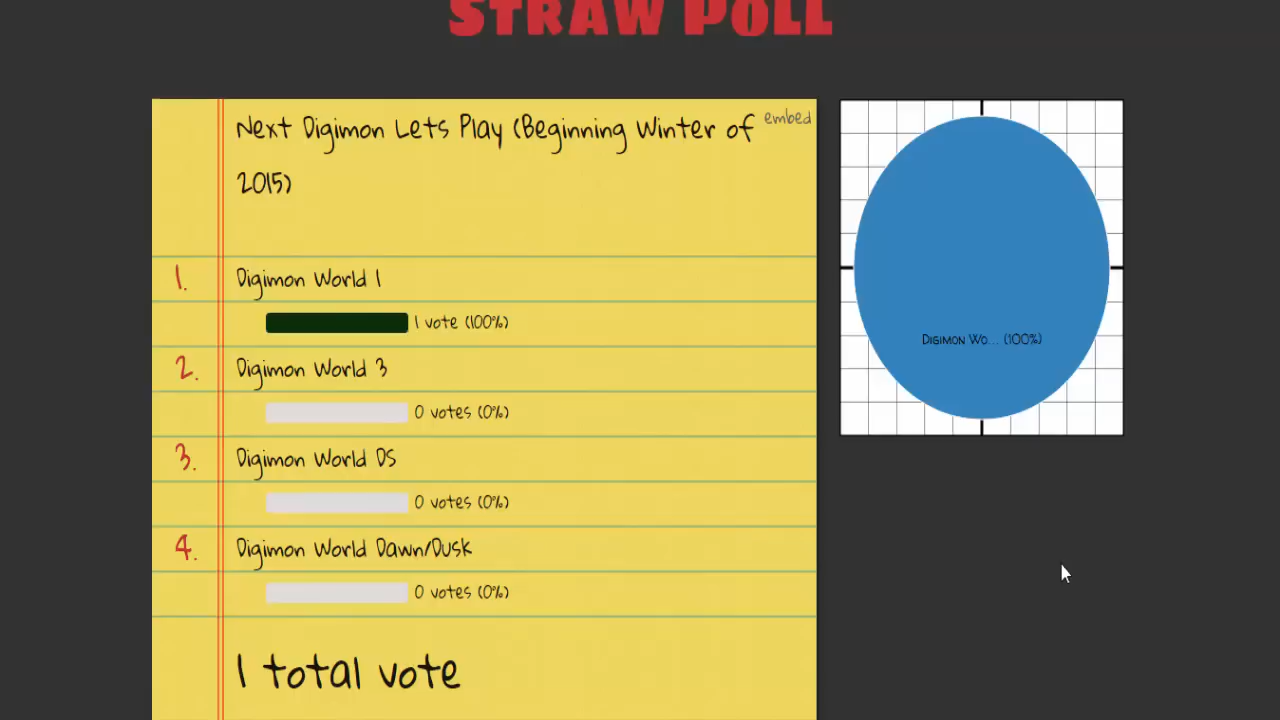 STRAW POLL
Next Digimon Lets Play (Beginning Winter of
2015)
embed
1. Digimon World 1
1 vote (100%)
2. Digimon World 3
0 votes (0%)
3. Digimon World DS
0 votes (0%)
4. Digimon World Dawn/Dusk
0 votes (0%)
1 total vote
Digimon Wo... (100%)